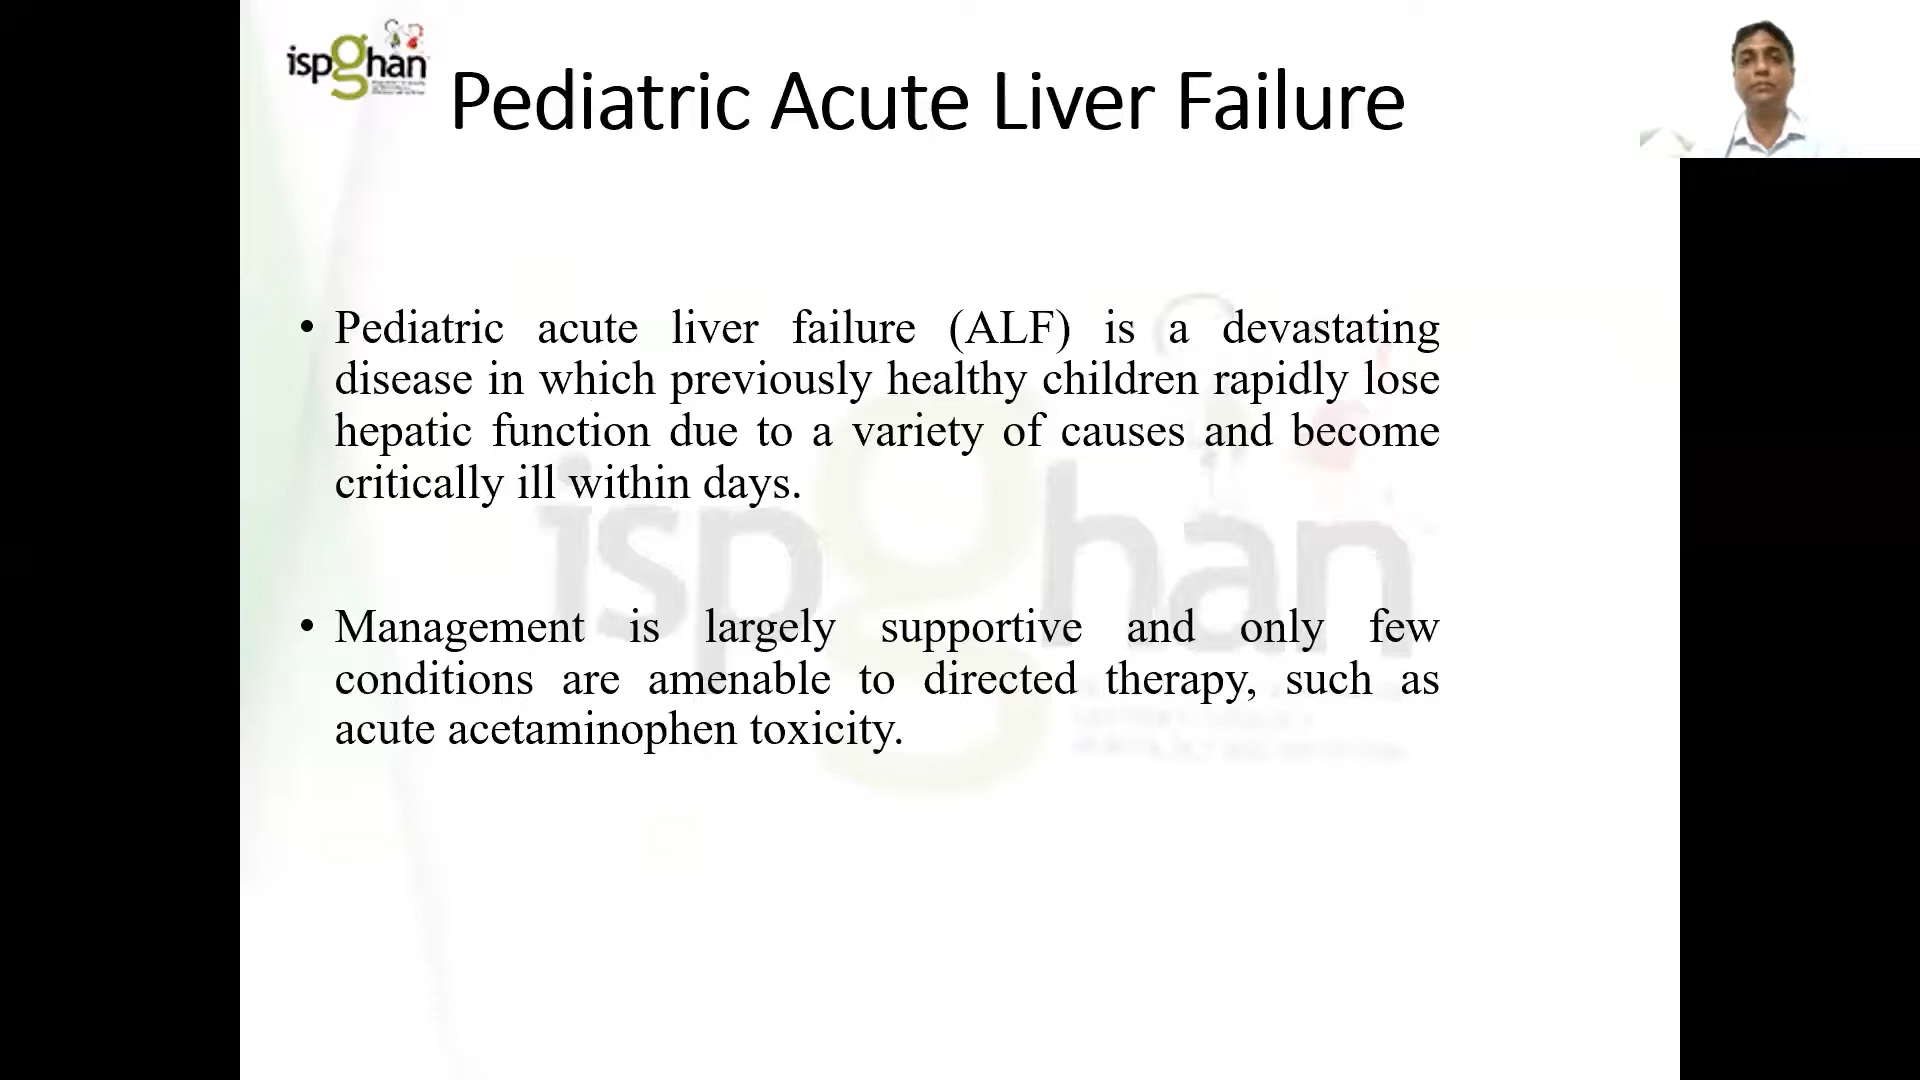 ispghan
Pediatric Acute Liver Failure
• Pediatric acute liver failure (ALF) is a devastating
disease in which previously healthy children rapidly lose
hepatic function due to a variety of causes and become
critically ill within days.
• Management is largely supportive and only few
conditions are amenable to directed therapy, such as
acute acetaminophen toxicity.
ispghan